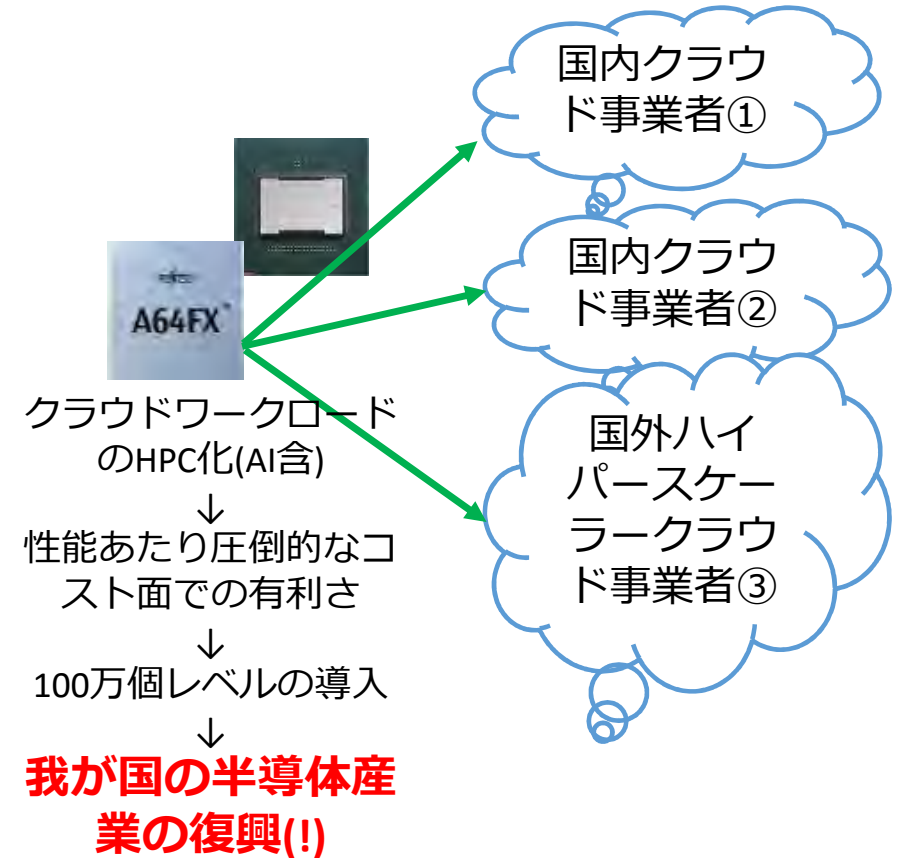 国内クラウ
ド事業者①
国内クラウ
ド事業者②
国外ハイ
パースケー
ラークラウ
ド事業者③
A64FX
クラウドワークロード
のHPC化(AI含)
↓
性能あたり圧倒的なコ
スト面での有利さ
↓
100万個レベルの導入
↓
我が国の半導体産
業の復興(!)